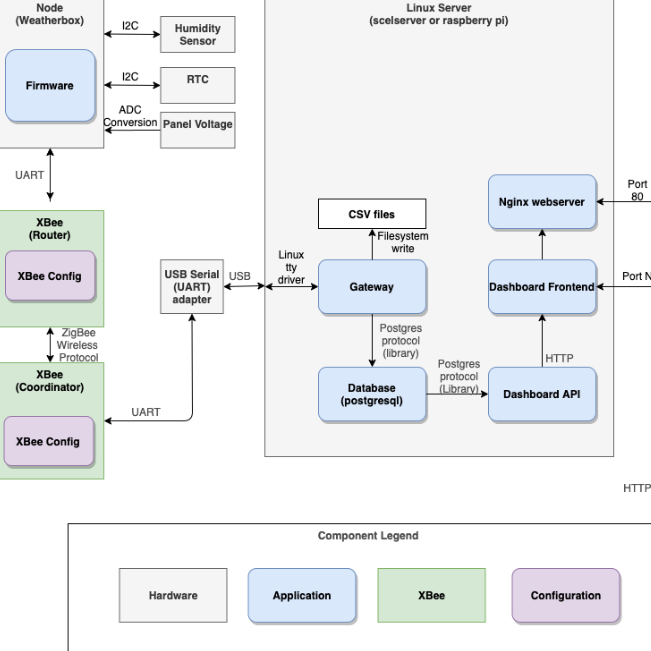 Node
(Weatherbox)
Firmware
I2C
Humidity
Sensor
I2C
RTC
ADC
Conversion
Panel Voltage
UART
XBee
(Router)
XBee Config
ZigBee
Wireless
Protocol
XBee
(Coordinator)
XBee Config
UART
USB Serial
(UART)
adapter
USB
Linux Server
(scelserver or raspberry pi)
Linux
tty
driver
CSV files
Filesystem
write
Gateway
Postgres
protocol
(library)
Database
(postgresql)
Postgres
protocol
(Library)
Nginx webserver
Port
80
Dashboard Frontend
Port N
HTTP
Dashboard API
HTTP
Component Legend
Hardware
Application
XBee
Configuration